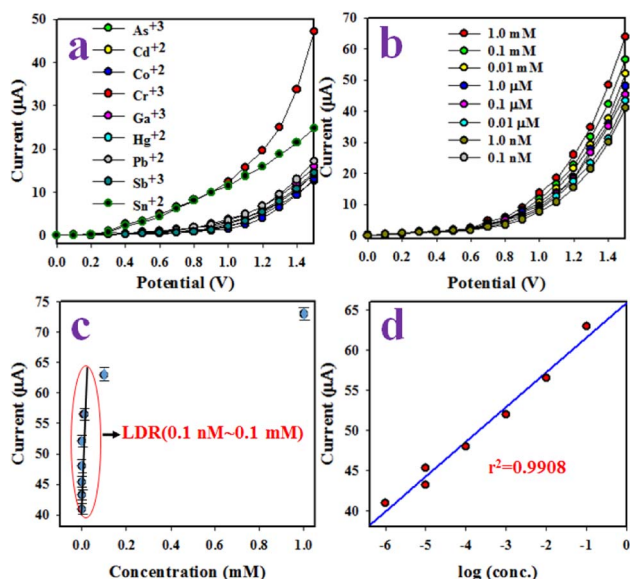 a
As+3
Cd+2
Co+2
Cr+3
Ga+3
Hg+2
Pb+2
Sb+3
Sn+2
50
40
30
20
10
0
Current (µA)
0.0 0.2 0.4 0.6 0.8 1.0 1.2 1.4
Potential (V)
b
1.0 mM
0.1 mM
0.01 mM
1.0 µM
0.1 µM
0.01 µM
1.0 nM
0.1 nM
70
60
50
40
30
20
10
0
Current (µA)
0.0 0.2 0.4 0.6 0.8 1.0 1.2 1.4
Potential (V)
c
75
70
65
60
55
50
45
40
Current (µA)
LDR(0.1 nM~0.1 mM)
0.0 0.2 0.4 0.6 0.8 1.0
Concentration (mM)
d
65
60
55
50
45
40
Current (µA)
r2=0.9908
-6 -5 -4 -3 -2 -1 0
log (conc.)